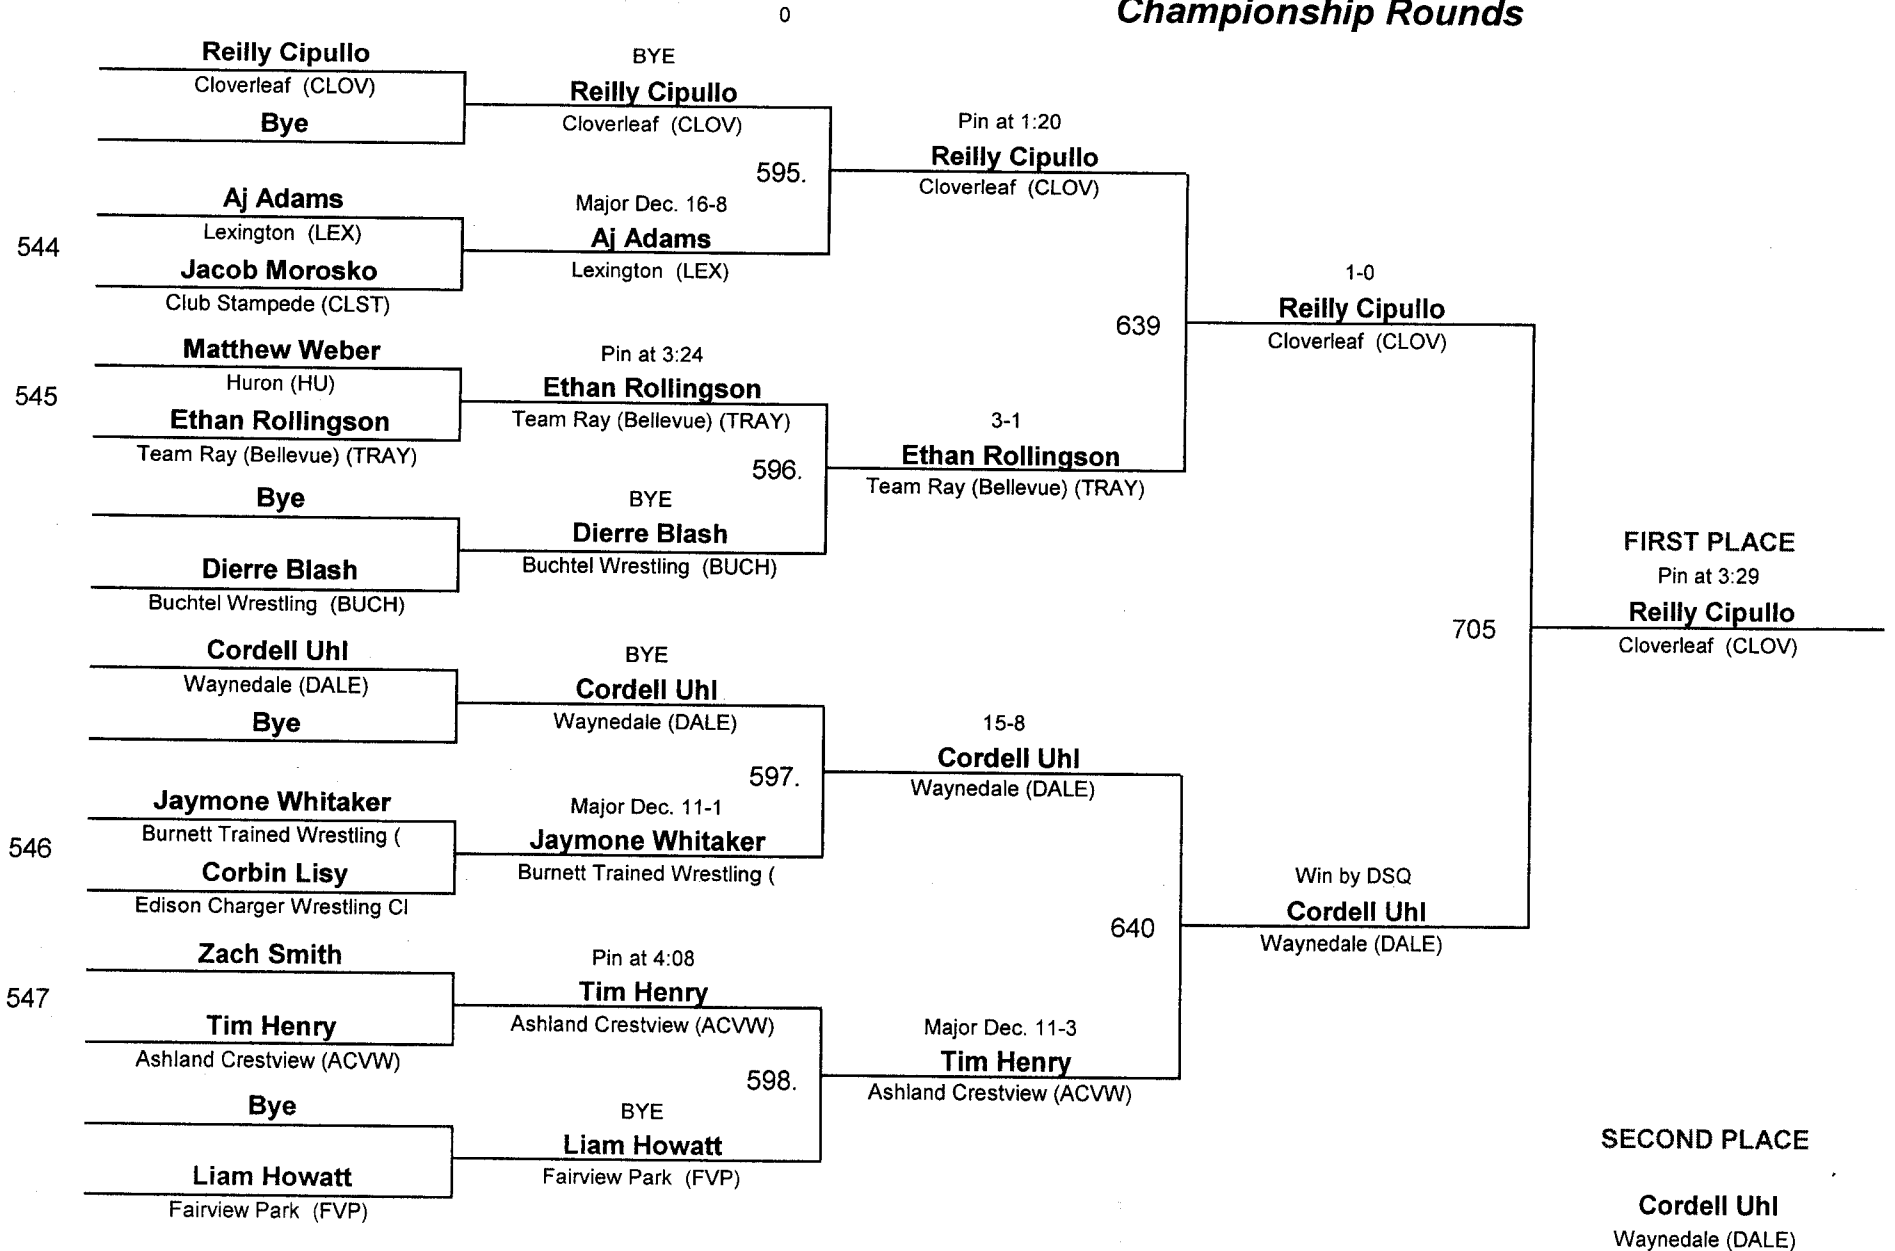 0
Championship Rounds
Reilly Cipullo
Cloverleaf (CLOV)
Bye
544
Aj Adams
Lexington (LEX)
Jacob Morosko
Club Stampede (CLST)
545
Matthew Weber
Huron (HU)
Ethan Rollingson
Team Ray (Bellevue) (TRAY)
Bye
Dierre Blash
Buchtel Wrestling (BUCH)
Cordell Uhl
Waynedale (DALE)
Bye
546
Jaymone Whitaker
Burnett Trained Wrestling (
Corbin Lisy
Edison Charger Wrestling Cl
547
Zach Smith
Tim Henry
Ashland Crestview (ACVW)
Bye
Liam Howatt
Fairview Park (FVP)
BYE
Reilly Cipullo
Cloverleaf (CLOV)
595.
Major Dec. 16-8
Aj Adams
Lexington (LEX)
Pin at 3:24
Ethan Rollingson
Team Ray (Bellevue) (TRAY)
596.
BYE
Dierre Blash
Buchtel Wrestling (BUCH)
BYE
Cordell Uhl
Waynedale (DALE)
597.
Major Dec. 11-1
Jaymone Whitaker
Burnett Trained Wrestling (
Pin at 4:08
Tim Henry
Ashland Crestview (ACVW)
598.
BYE
Liam Howatt
Fairview Park (FVP)
Pin at 1:20
Reilly Cipullo
Cloverleaf (CLOV)
639
3-1
Ethan Rollingson
Team Ray (Bellevue) (TRAY)
15-8
Cordell Uhl
Waynedale (DALE)
640
Major Dec. 11-3
Tim Henry
Ashland Crestview (ACVW)
1-0
Reilly Cipullo
Cloverleaf (CLOV)
705
Win by DSQ
Cordell Uhl
Waynedale (DALE)
FIRST PLACE
Pin at 3:29
Reilly Cipullo
Cloverleaf (CLOV)
SECOND PLACE
Cordell Uhl
Waynedale (DALE)